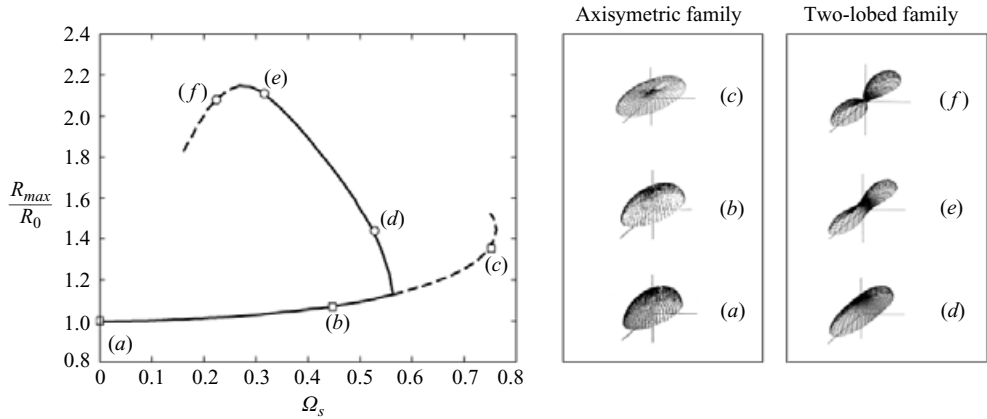 Axisymetric family
Two-lobed family
2.4
2.2
2.0
1.8
1.6
1.4
1.2
1.0
0.8
R_max
R_0
(f)
(e)
(d)
(c)
(b)
(a)
0 0.1 0.2 0.3 0.4 0.5 0.6 0.7 0.8
Ω_s
(c)
(b)
(a)
(f)
(e)
(d)